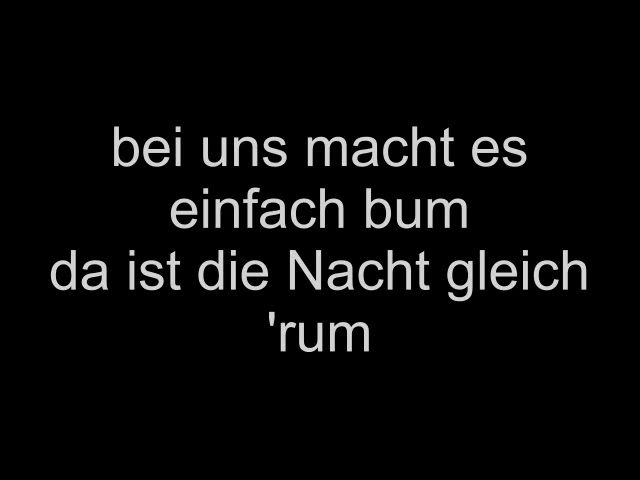 bei uns macht es
einfach bum
da ist die Nacht gleich
'rum